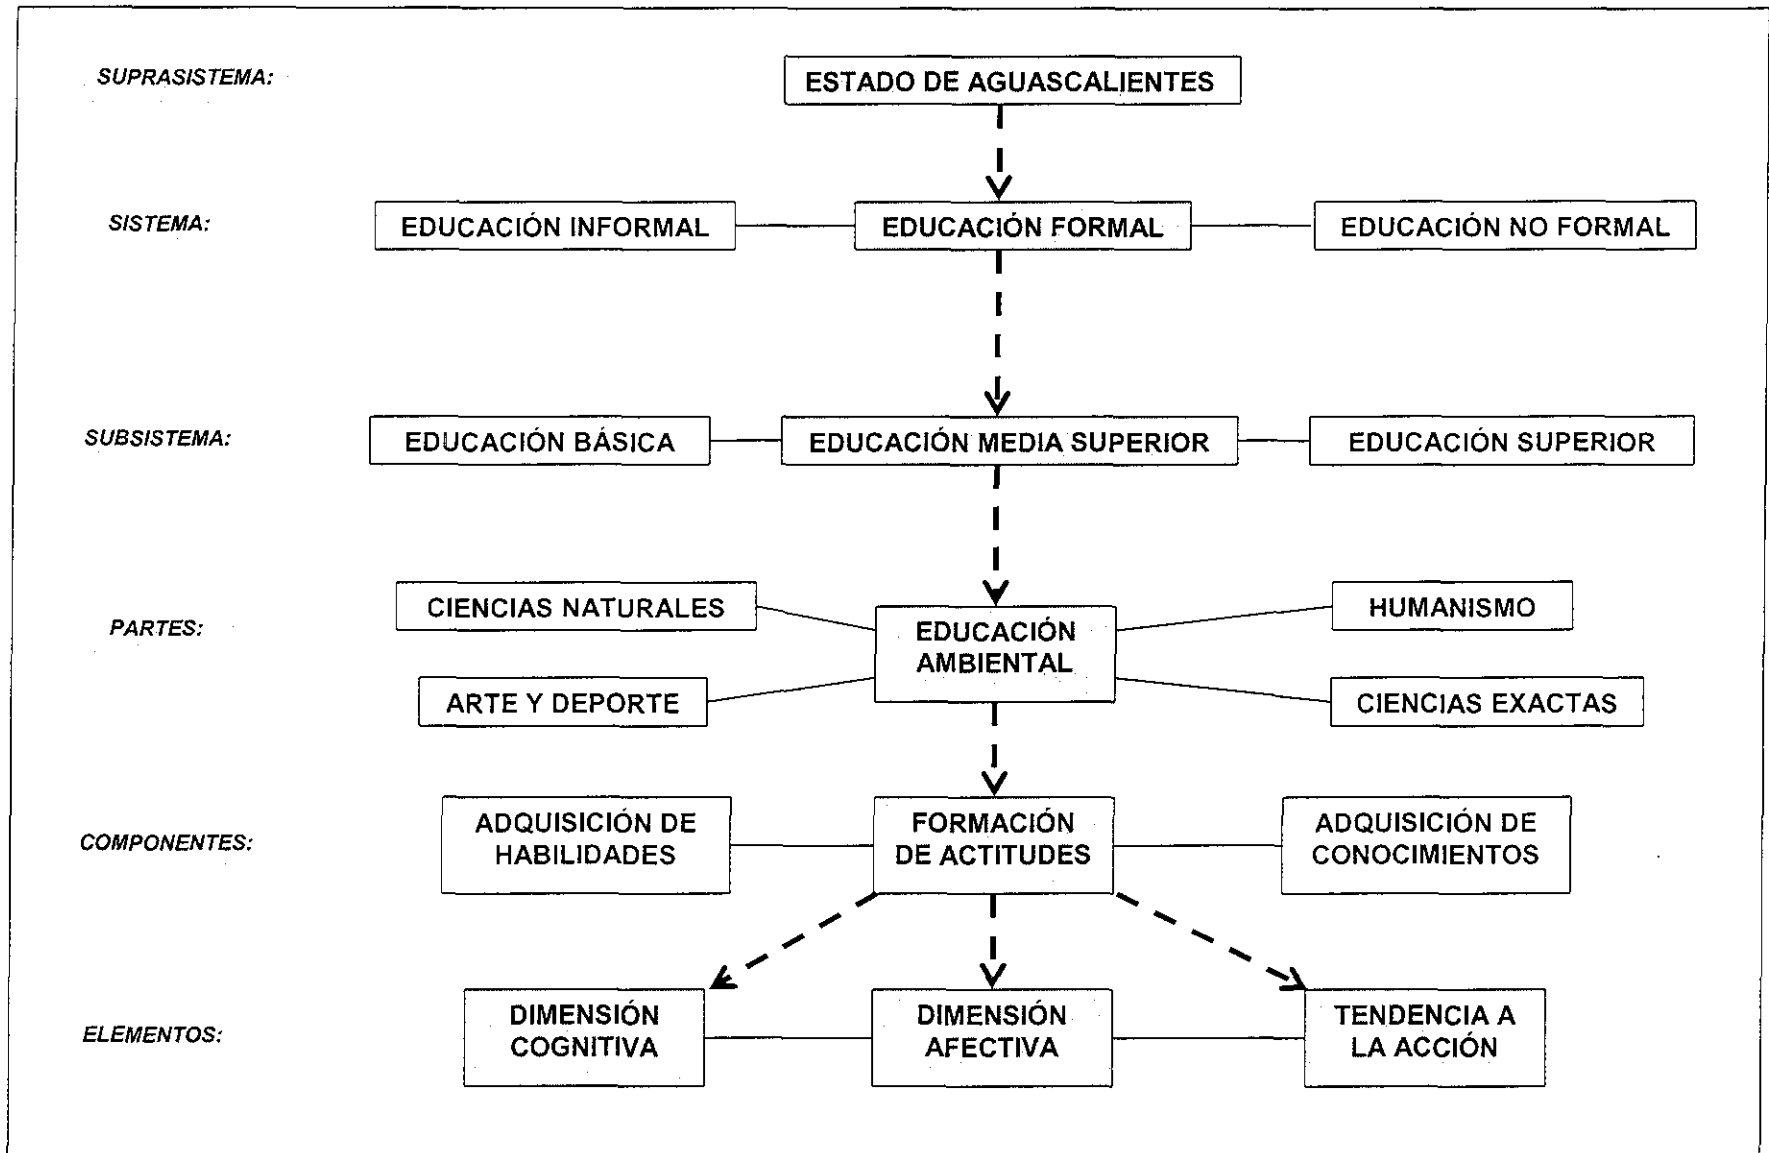 SUPRASISTEMA:
ESTADO DE AGUASCALIENTES
SISTEMA:
EDUCACIÓN INFORMAL
EDUCACIÓN FORMAL
EDUCACIÓN NO FORMAL
SUBSISTEMA:
EDUCACIÓN BÁSICA
EDUCACIÓN MEDIA SUPERIOR
EDUCACIÓN SUPERIOR
PARTES:
CIENCIAS NATURALES
ARTE Y DEPORTE
EDUCACIÓN
AMBIENTAL
HUMANISMO
CIENCIAS EXACTAS
COMPONENTES:
ADQUISICIÓN DE
HABILIDADES
FORMACIÓN
DE ACTITUDES
ADQUISICIÓN DE
CONOCIMIENTOS
ELEMENTOS:
DIMENSIÓN
COGNITIVA
DIMENSIÓN
AFECTIVA
TENDENCIA A
LA ACCIÓN